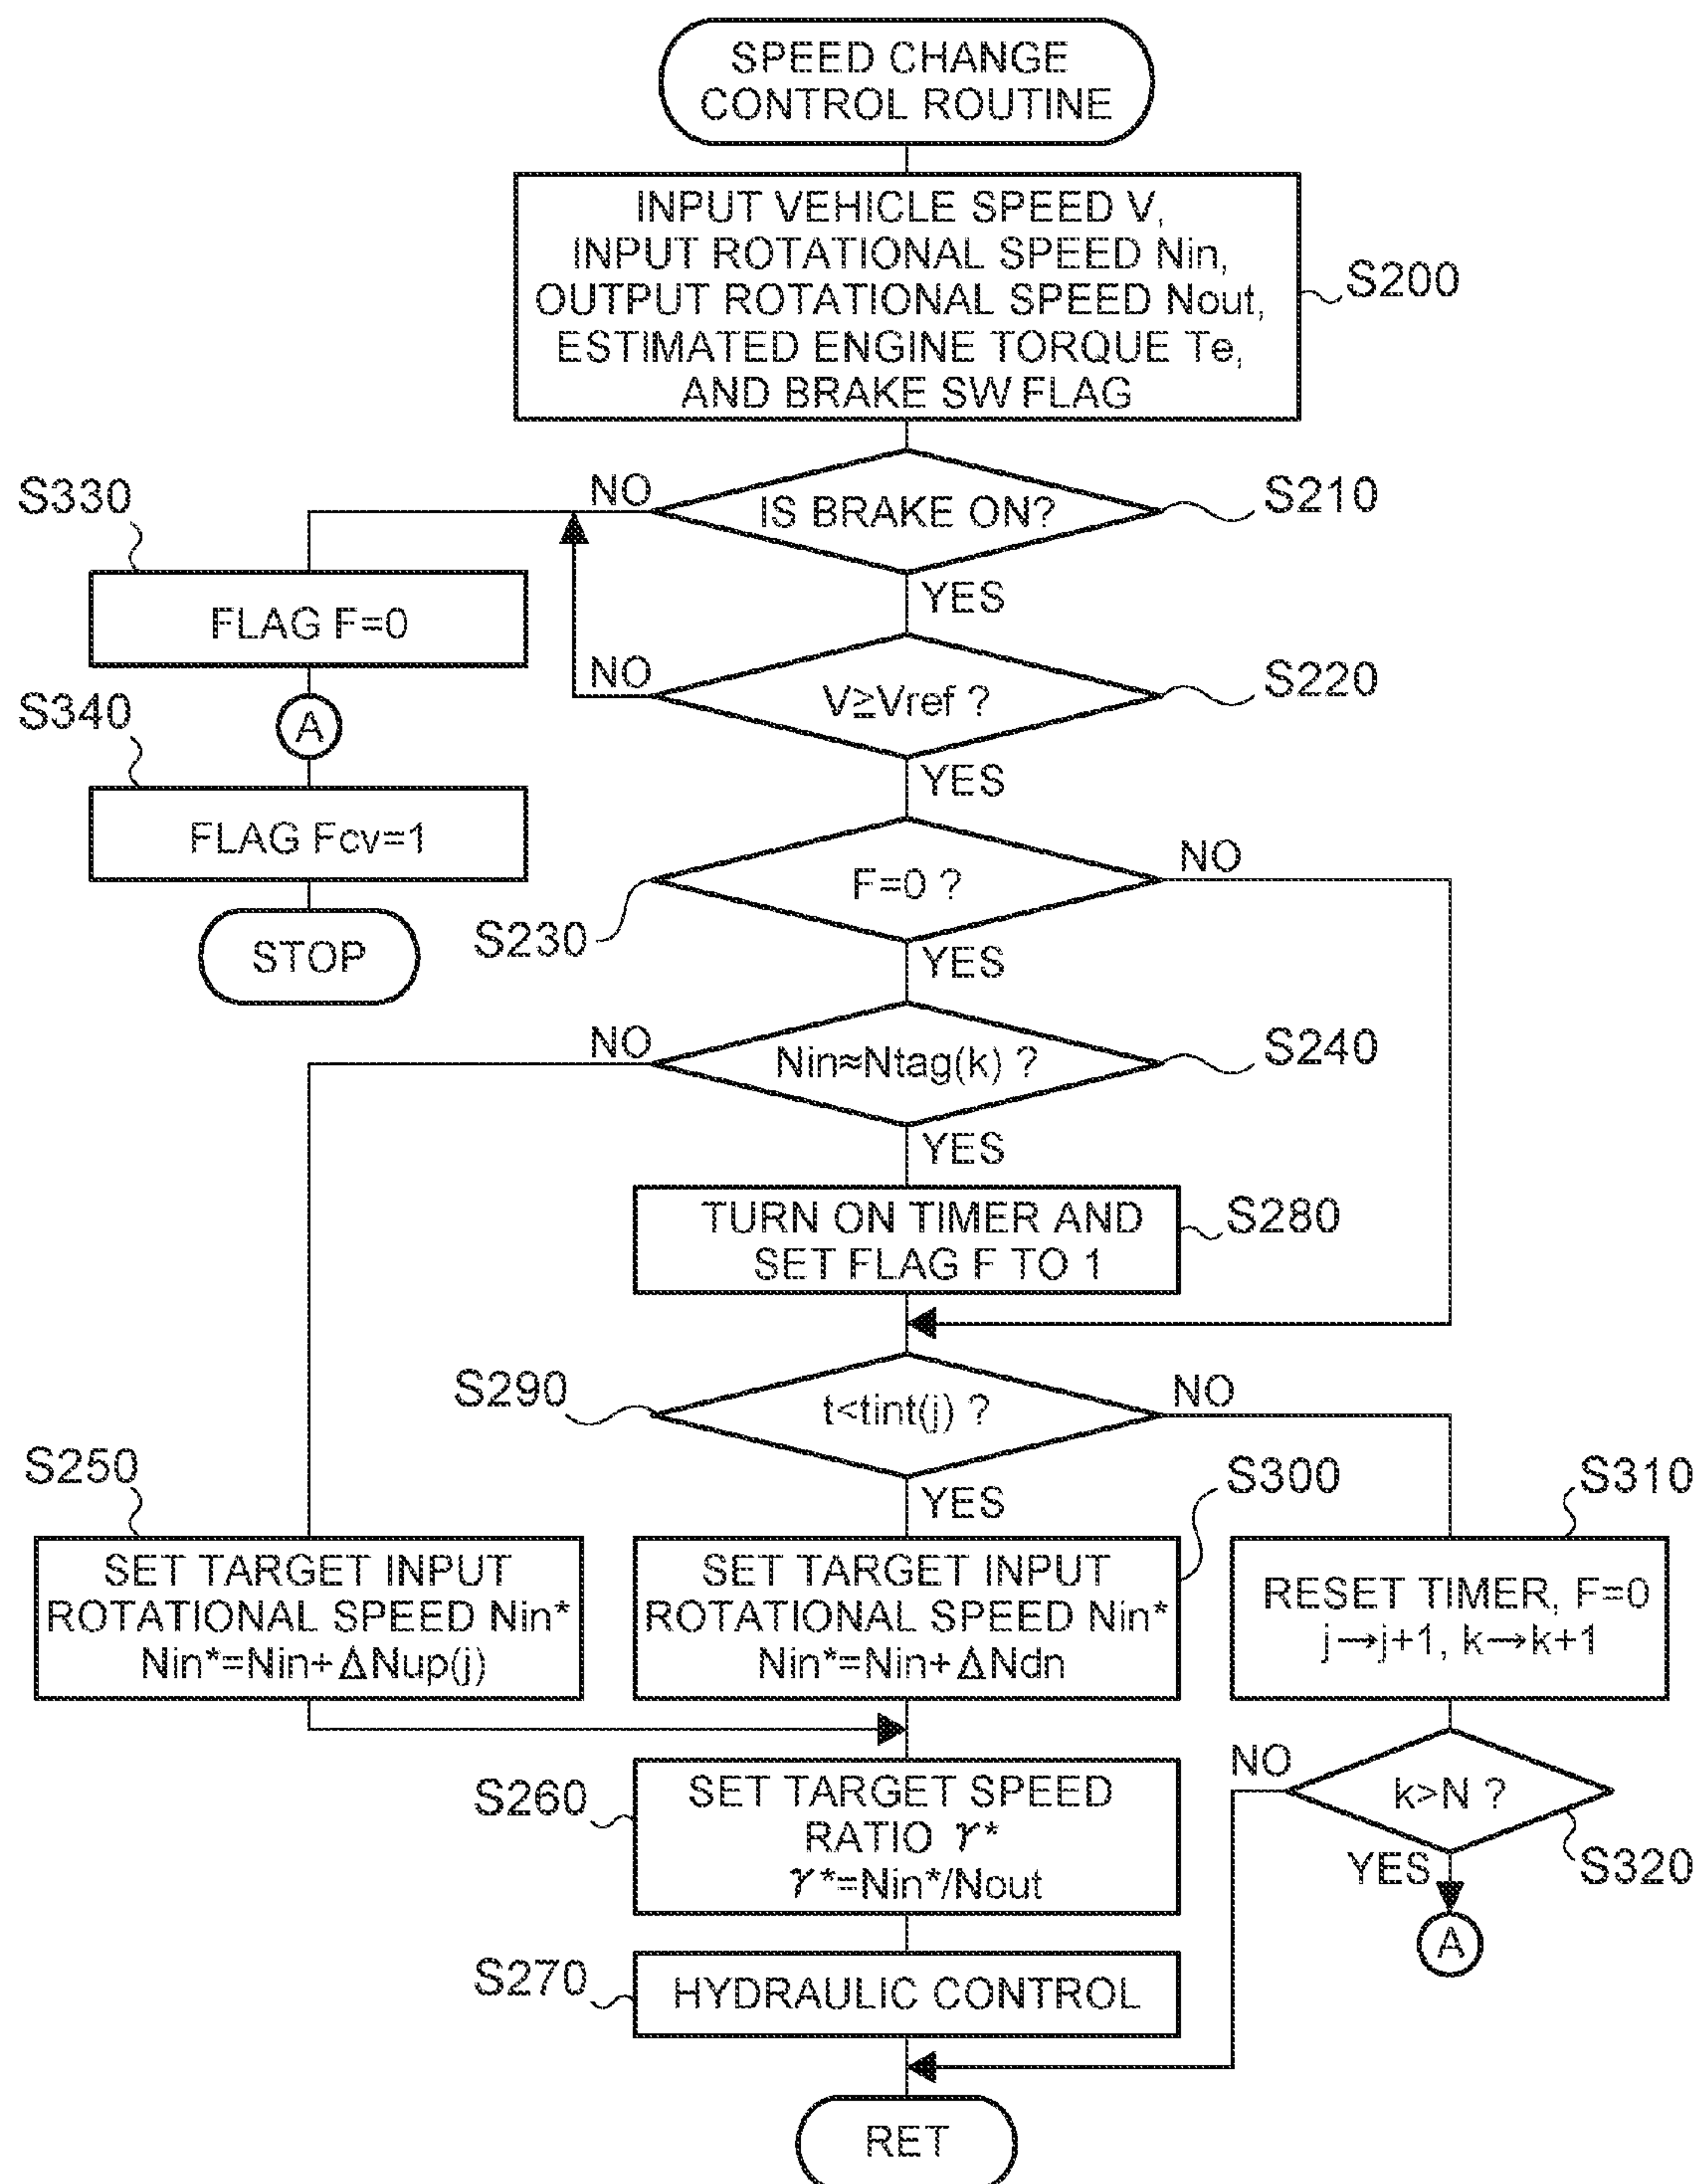 SPEED CHANGE
CONTROL ROUTINE
INPUT VEHICLE SPEED V,
INPUT ROTATIONAL SPEED Nin,
OUTPUT ROTATIONAL SPEED Nout,
ESTIMATED ENGINE TORQUE Te,
AND BRAKE SW FLAG
S200
IS BRAKE ON?
S210
NO
YES
S330
FLAG F=0
A
S340
FLAG Fcv=1
STOP
V≧Vref ?
S220
NO
YES
F=0 ?
S230
NO
YES
Nin≈Ntag(k) ?
S240
NO
YES
TURN ON TIMER AND
SET FLAG F TO 1
S280
S290
t<tint(j) ?
NO
YES
S250
SET TARGET INPUT
ROTATIONAL SPEED Nin*
Nin*=Nin+ΔNup(j)
S300
SET TARGET INPUT
ROTATIONAL SPEED Nin*
Nin*=Nin+ΔNdn
S310
RESET TIMER, F=0
j→j+1, k→k+1
S260
SET TARGET SPEED
RATIO γ*
γ*=Nin*/Nout
NO
k>N ?
S320
YES
A
S270
HYDRAULIC CONTROL
RET